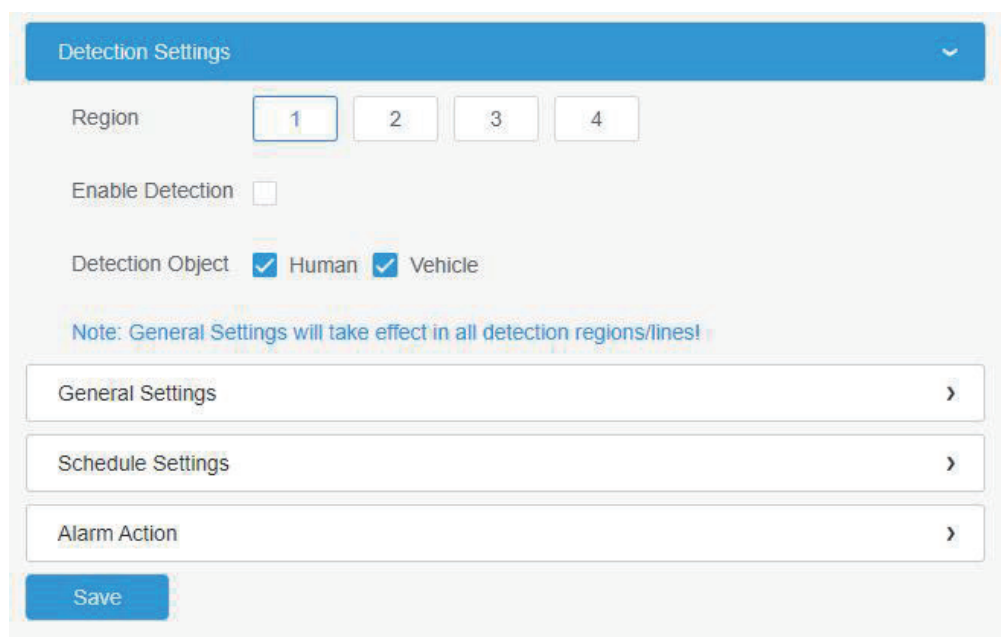 Detection Settings
Region 1 2 3 4
Enable Detection
Detection Object Human Vehicle
Note: General Settings will take effect in all detection regions/lines!
General Settings
Schedule Settings
Alarm Action
Save